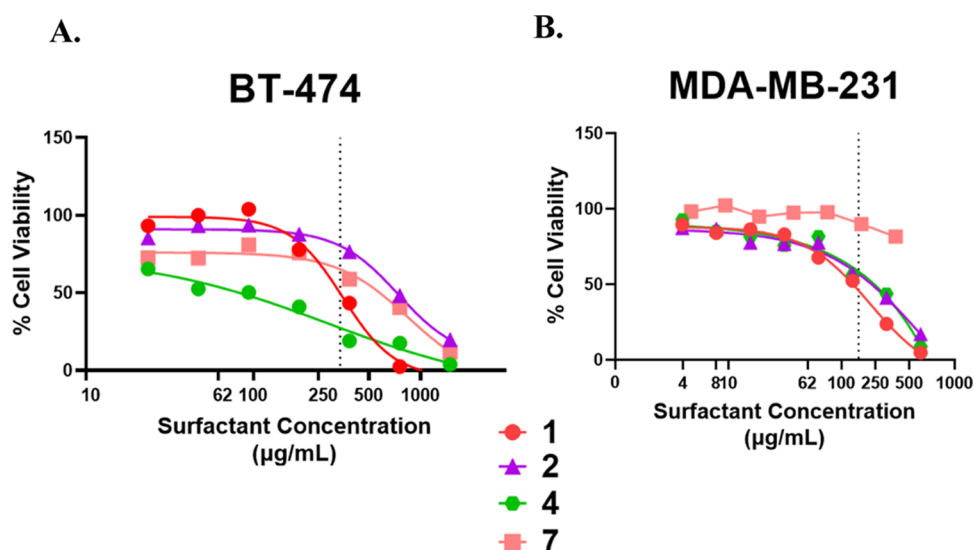 A.
BT-474
% Cell Viability
150
100
50
0
10
62
100
250
500
1000
Surfactant Concentration
(µg/mL)
B.
MDA-MB-231
% Cell Viability
150
100
50
0
0
4
810
62
100
250
500
1000
Surfactant Concentration
(µg/mL)
1
2
4
7